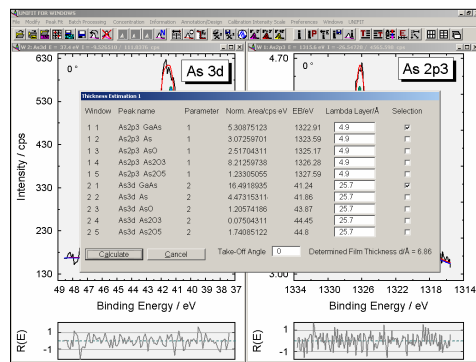 UNIFIT FOR WINDOWS
File Modify Peak Fit Batch Processing Concentration Information Annotation/Design Calibration Intensity Scale Preferences Windows UNIFIT
630
0°
As 3d
4.70
0°
As 2p3
Thickness Estimation 1
Window Peak name Parameter Norm. Area/cps eV EB/eV Lambda Layer/Å Selection
1 1 As2p3 GaAs 1 5.30875123 1322.91 4.9
1 2 As2p3 As 1 3.07259701 1323.59 4.9
1 3 As2p3 AsO 1 2.51704311 1325.17 4.9
1 4 As2p3 As2O3 1 8.21259738 1326.28 4.9
1 5 As2p3 As2O5 1 1.23305055 1327.59 4.9
2 1 As3d GaAs 2 16.4918935 41.24 25.7
2 2 As3d As 2 4.47315311 41.86 25.7
2 3 As3d AsO 2 1.20574186 43.87 25.7
2 4 As3d As2O3 2 0.07504311 44.45 25.7
2 5 As3d As2O5 2 1.74085122 44.8 25.7
Calculate Cancel Take-Off Angle 0 Determined Film Thickness d/Å = 6.86
530
430
330
230
130
Intensity / cps
3.00
49 48 47 46 45 44 43 42 41 40 39 38 37
Binding Energy / eV
1334 1330 1326 1322 1318 1314
Binding Energy / eV
R(E)
1
-1
R(E)
1
-1